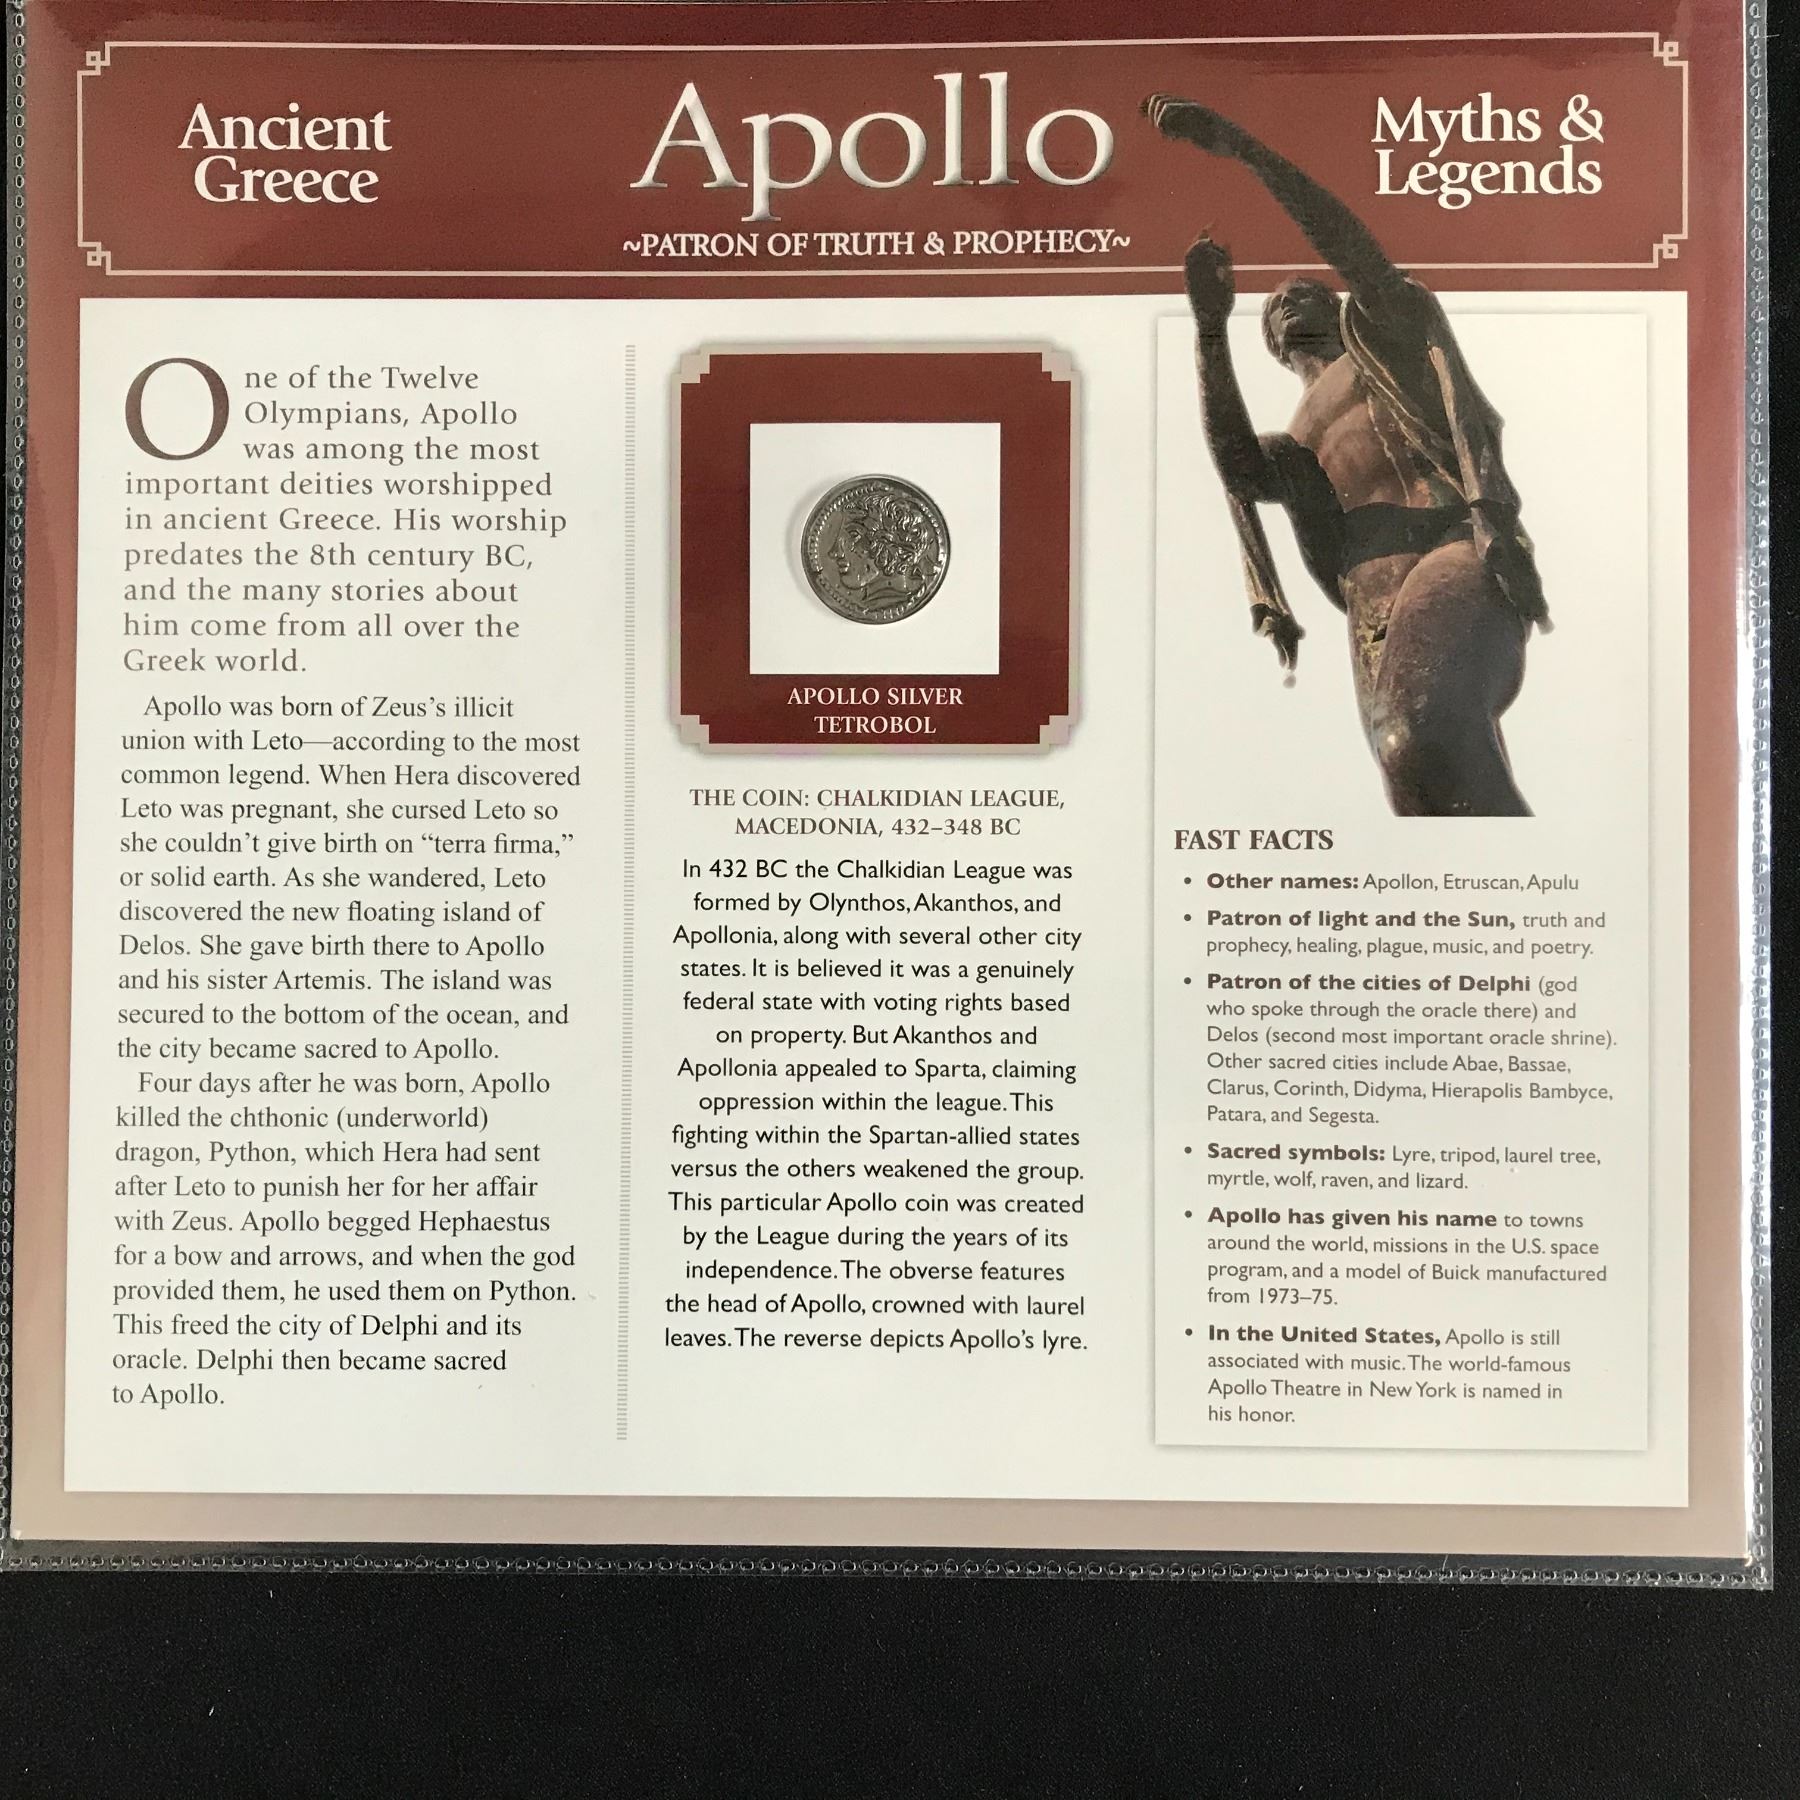 Ancient
Greece
Apollo
~PATRON OF TRUTH & PROPHECY~
Myths &
Legends
One of the Twelve
Olympians, Apollo
was among the most
important deities worshipped
in ancient Greece. His worship
predates the 8th century BC,
and the many stories about
him come from all over the
Greek world.
Apollo was born of Zeus's illicit
union with Leto—according to the most
common legend. When Hera discovered
Leto was pregnant, she cursed Leto so
she couldn't give birth on “terra firma,”
or solid earth. As she wandered, Leto
discovered the new floating island of
Delos. She gave birth there to Apollo
and his sister Artemis. The island was
secured to the bottom of the ocean, and
the city became sacred to Apollo.
Four days after he was born, Apollo
killed the chthonic (underworld)
dragon, Python, which Hera had sent
after Leto to punish her for her affair
with Zeus. Apollo begged Hephaestus
for a bow and arrows, and when the god
provided them, he used them on Python.
This freed the city of Delphi and its
oracle. Delphi then became sacred
to Apollo.
APOLLO SILVER
TETROBOL
THE COIN: CHALKIDIAN LEAGUE,
MACEDONIA, 432–348 BC
In 432 BC the Chalkidian League was
formed by Olynthos, Akanthos, and
Apollonia, along with several other city
states. It is believed it was a genuinely
federal state with voting rights based
on property. But Akanthos and
Apollonia appealed to Sparta, claiming
oppression within the league. This
fighting within the Spartan-allied states
versus the others weakened the group.
This particular Apollo coin was created
by the League during the years of its
independence. The obverse features
the head of Apollo, crowned with laurel
leaves. The reverse depicts Apollo's lyre.
FAST FACTS
• Other names: Apollon, Etruscan, Apulu
• Patron of light and the Sun, truth and
prophecy, healing, plague, music, and poetry.
• Patron of the cities of Delphi (god
who spoke through the oracle there) and
Delos (second most important oracle shrine).
Other sacred cities include Abae, Bassae,
Clarus, Corinth, Didyma, Hierapolis Bambyce,
Patara, and Segesta.
• Sacred symbols: Lyre, tripod, laurel tree,
myrtle, wolf, raven, and lizard.
• Apollo has given his name to towns
around the world, missions in the U.S. space
program, and a model of Buick manufactured
from 1973–75.
• In the United States, Apollo is still
associated with music. The world-famous
Apollo Theatre in New York is named in
his honor.